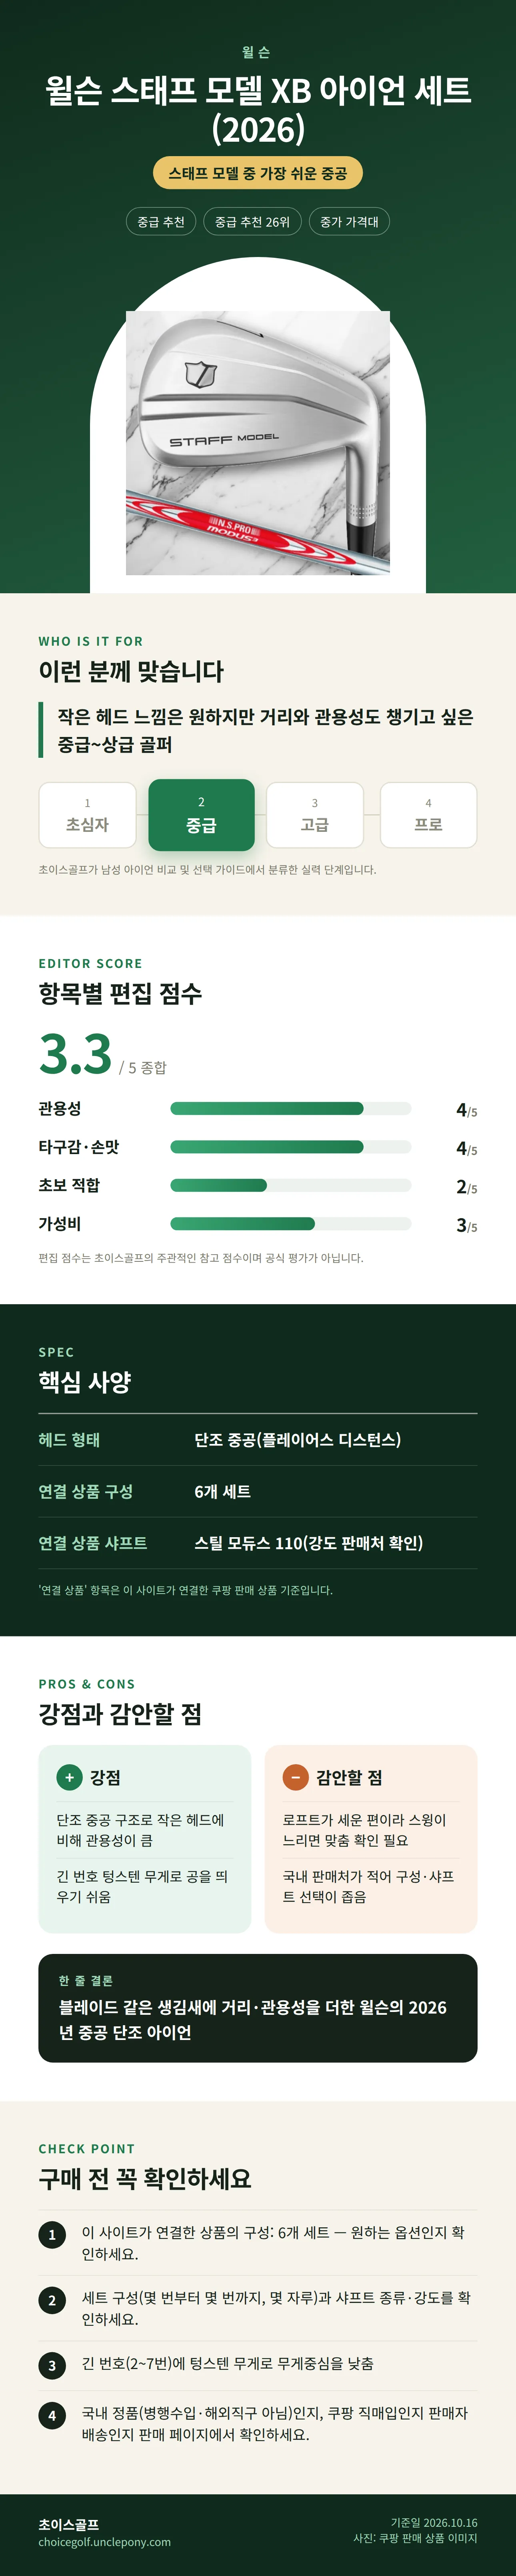 윌슨
윌슨 스태프 모델 XB 아이언 세트
(2026)
스태프 모델 중 가장 쉬운 중공
중급 추천
중급 추천 26위
중가 가격대
STAFF MODEL
N.S.PRO
MODUS³
WHO IS IT FOR
이런 분께 맞습니다
작은 헤드 느낌은 원하지만 거리와 관용성도 챙기고 싶은
중급~상급 골퍼
1
초심자
2
중급
3
고급
4
프로
초이스골프가 남성 아이언 비교 및 선택 가이드에서 분류한 실력 단계입니다.
EDITOR SCORE
항목별 편집 점수
3.3 / 5 종합
관용성 4/5
타구감·손맛 4/5
초보 적합 2/5
가성비 3/5
편집 점수는 초이스골프의 주관적인 참고 점수이며 공식 평가가 아닙니다.
SPEC
핵심 사양
헤드 형태 단조 중공(플레이어스 디스턴스)
연결 상품 구성 6개 세트
연결 상품 샤프트 스틸 모듀스 110(강도 판매처 확인)
'연결 상품' 항목은 이 사이트가 연결한 쿠팡 판매 상품 기준입니다.
PROS & CONS
강점과 감안할 점
+ 강점
단조 중공 구조로 작은 헤드에
비해 관용성이 큼
긴 번호 텅스텐 무게로 공을 띄
우기 쉬움
− 감안할 점
로프트가 세운 편이라 스윙이
느리면 맞춤 확인 필요
국내 판매처가 적어 구성·샤프
트 선택이 좁음
한 줄 결론
블레이드 같은 생김새에 거리·관용성을 더한 윌슨의 2026
년 중공 단조 아이언
CHECK POINT
구매 전 꼭 확인하세요
1 이 사이트가 연결한 상품의 구성: 6개 세트 — 원하는 옵션인지 확
인하세요.
2 세트 구성(몇 번부터 몇 번까지, 몇 자루)과 샤프트 종류·강도를 확
인하세요.
3 긴 번호(2~7번)에 텅스텐 무게로 무게중심을 낮춤
4 국내 정품(병행수입·해외직구 아님)인지, 쿠팡 직매입인지 판매자
배송인지 판매 페이지에서 확인하세요.
초이스골프
choicegolf.unclepony.com
기준일 2026.10.16
사진: 쿠팡 판매 상품 이미지